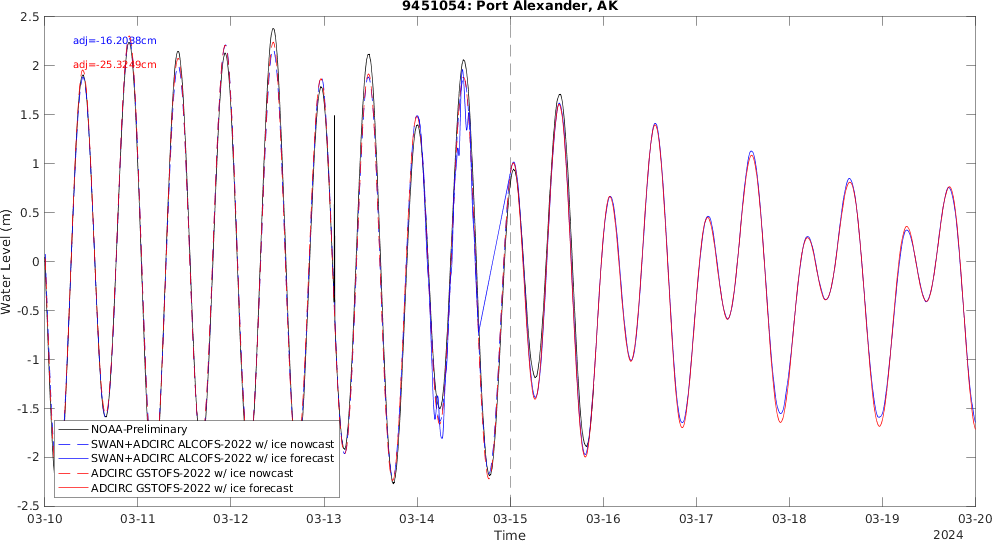 9451054: Port Alexander, AK
2.5
2
1.5
1
0.5
0
-0.5
-1
-1.5
-2
-2.5
Water Level (m)
adj=-16.2038cm
adj=-25.3249cm
NOAA-Preliminary
SWAN+ADCIRC ALCOFS-2022 w/ ice nowcast
SWAN+ADCIRC ALCOFS-2022 w/ ice forecast
ADCIRC GSTOFS-2022 w/ ice nowcast
ADCIRC GSTOFS-2022 w/ ice forecast
03-10 03-11 03-12 03-13 03-14 03-15 03-16 03-17 03-18 03-19 03-20
Time
2024